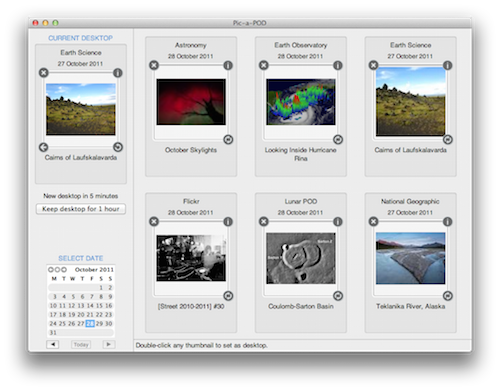 Pic-a-POD
CURRENT DESKTOP
Earth Science
27 October 2011
Cairns of Laufskalavarda
New desktop in 5 minutes
Keep desktop for 1 hour
SELECT DATE
October 2011
M T W T F S S
1 2
3 4 5 6 7 8 9
10 11 12 13 14 15 16
17 18 19 20 21 22 23
24 25 26 27 28 29 30
31
Today
Astronomy
28 October 2011
October Skylights
Earth Observatory
28 October 2011
Looking Inside Hurricane
Rina
Earth Science
27 October 2011
Cairns of Laufskalavarda
Flickr
28 October 2011
[Street 2010-2011] #30
Lunar POD
28 October 2011
Coulomb-Sarton Basin
National Geographic
27 October 2011
Teklanika River, Alaska
Double-click any thumbnail to set as desktop.